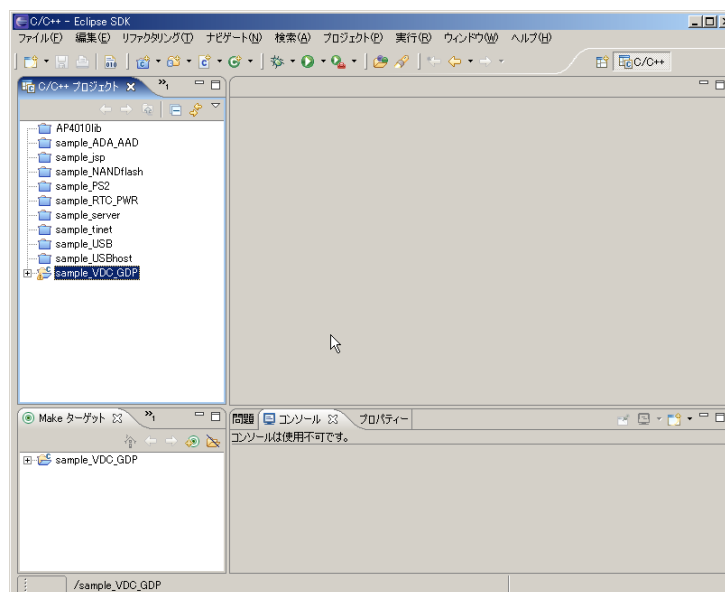 C/C++ - Eclipse SDK
ファイル(F) 編集(E) リファクタリング(T) ナビゲート(N) 検索(A) プロジェクト(P) 実行(R) ウィンドウ(W) ヘルプ(H)
C/C++
C/C++ プロジェクト
AP4010lib
sample_ADA_AAD
sample_jsp
sample_NANDflash
sample_PS2
sample_RTC_PWR
sample_server
sample_tinet
sample_USB
sample_USBhost
sample_VDC_GDP
Make ターゲット
sample_VDC_GDP
問題 コンソール プロパティー
コンソールは使用不可です。
/sample_VDC_GDP